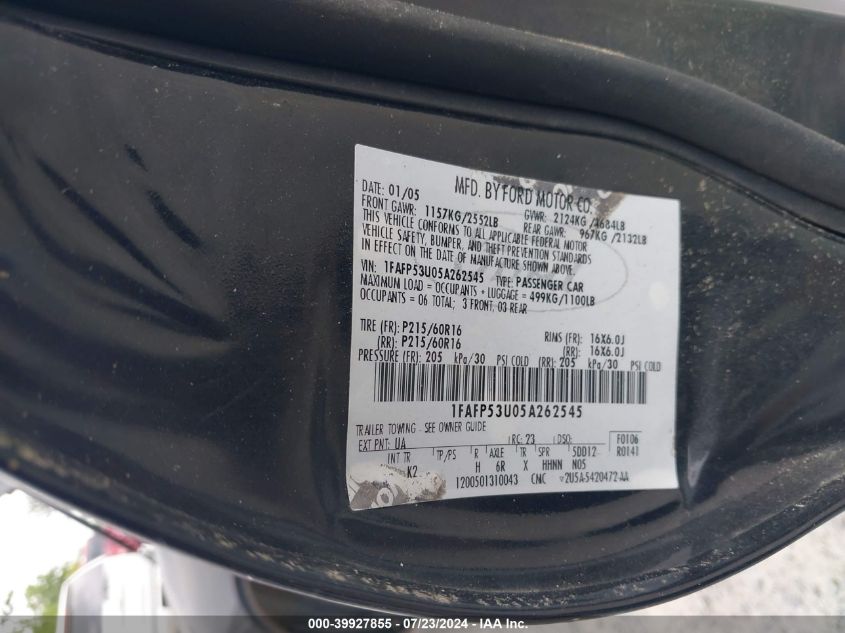 MFD. BY FORD MOTOR CO.
DATE: 01/05
GVWR: 2124KG /4684LB
FRONT GAWR: 1157KG/2552LB
REAR GAWR: 967KG /2132LB
THIS VEHICLE CONFORMS TO ALL APPLICABLE FEDERAL MOTOR
VEHICLE SAFETY, BUMPER, AND THEFT PREVENTION STANDARDS
IN EFFECT ON THE DATE OF MANUFACTURE SHOWN ABOVE.
VIN: 1FAFP53U05A262545 TYPE: PASSENGER CAR
MAXIMUM LOAD = OCCUPANTS + LUGGAGE = 499KG/1100LB
OCCUPANTS = 06 TOTAL; 3 FRONT, 03 REAR
TIRE (FR): P215/60R16 RIMS (FR): 16X6.0J
(RR): P215/60R16 (RR): 16X6.0J
PRESSURE (FR): 205 kPa/30 PSI COLD (RR): 205 kPa/30 PSI COLD
1FAFP53U05A262545
TRAILER TOWING - SEE OWNER GUIDE
EXT PNT: UA RC: 23 DSO: F0106
INT TR TP/PS R AXLE TR SPR 5DD12 R0141
K2 H 6R X HHNN N05
1200501310043 CNC 2U5A-5420472-AA
000-39927855 / 07/23/2024 / IAA Inc.